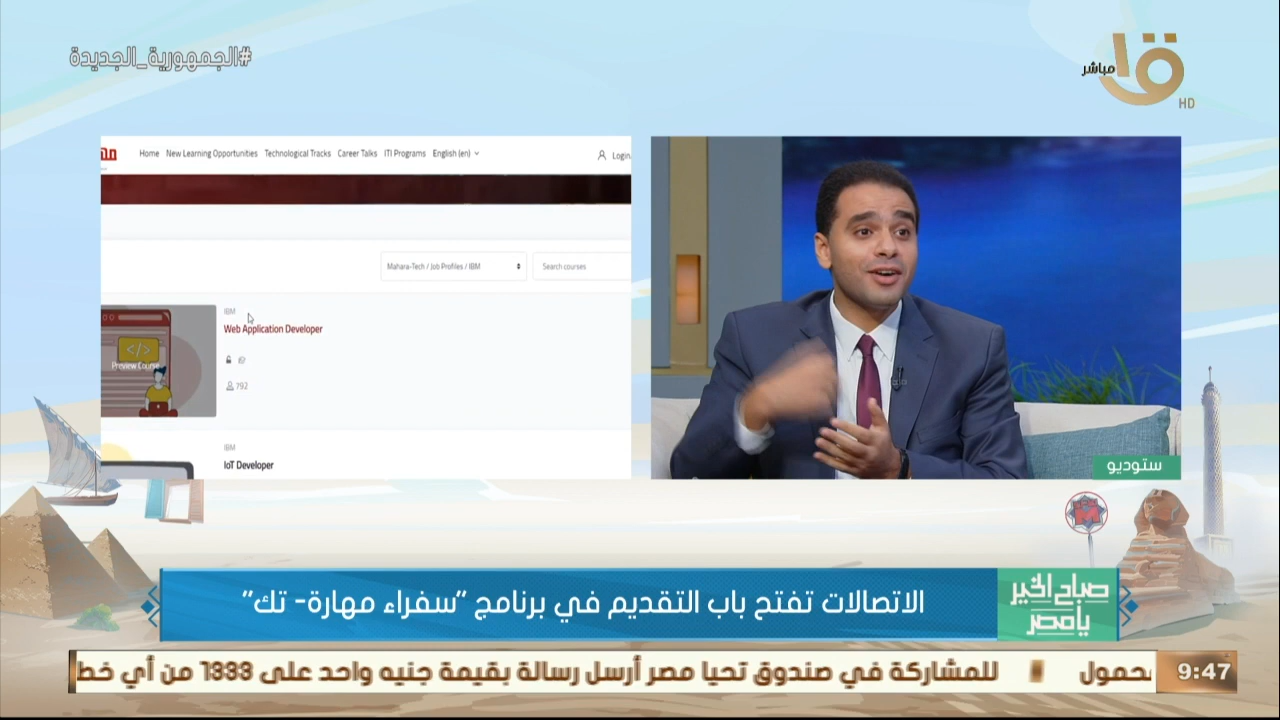 #الجمهورية_الجديدة
مباشر
HD
Home New Learning Opportunities Technological Tracks Career Talks ITI Programs English (en)
Login
Mahara-Tech / Job Profiles / IBM
Search courses
IBM
Web Application Developer
Preview Course
792
IBM
IoT Developer
ستوديو
صباح الخير
يا مصر
الاتصالات تفتح باب التقديم في برنامج "سفراء مهارة- تك"
9:47
للمشاركة في صندوق تحيا مصر أرسل رسالة بقيمة جنيه واحد على 1333 من أي خط